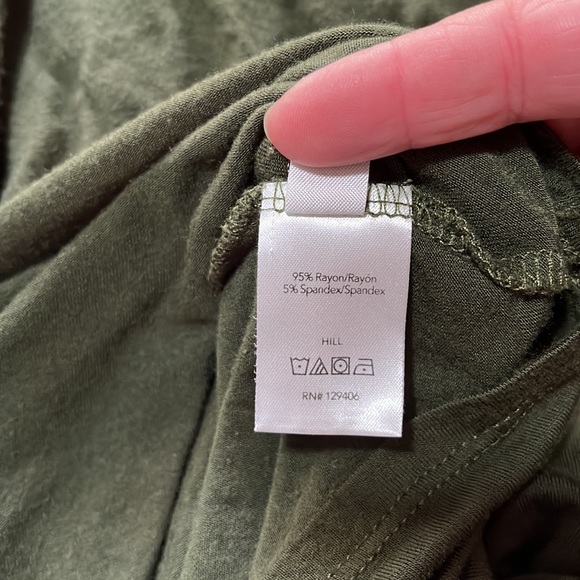 95% Rayon/Rayón
5% Spandex/Spandex
HILL
RN# 129406